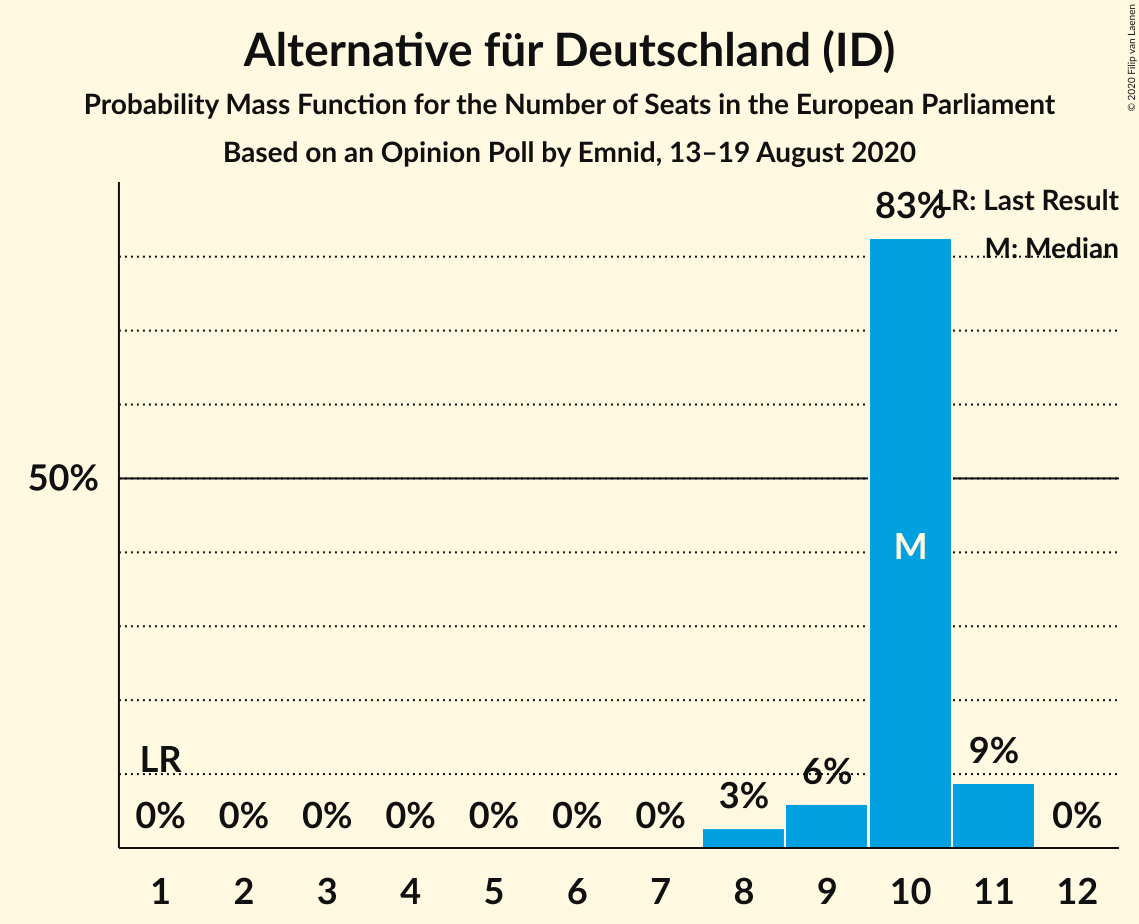 Alternative für Deutschland (ID)
Probability Mass Function for the Number of Seats in the European Parliament
Based on an Opinion Poll by Emnid, 13–19 August 2020
© 2020 Filip van Laenen
LR: Last Result
M: Median
83%
50%
M
LR
9%
6%
3%
0% 0% 0% 0% 0% 0% 0% 0%
1 2 3 4 5 6 7 8 9 10 11 12